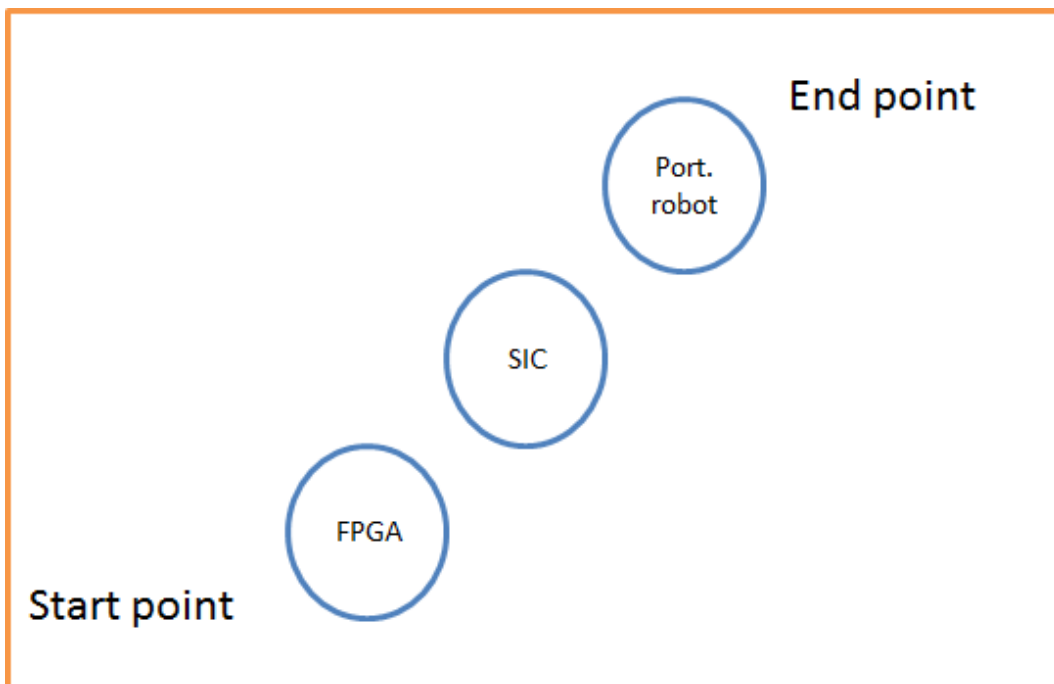 End point
Port.
robot
SIC
FPGA
Start point